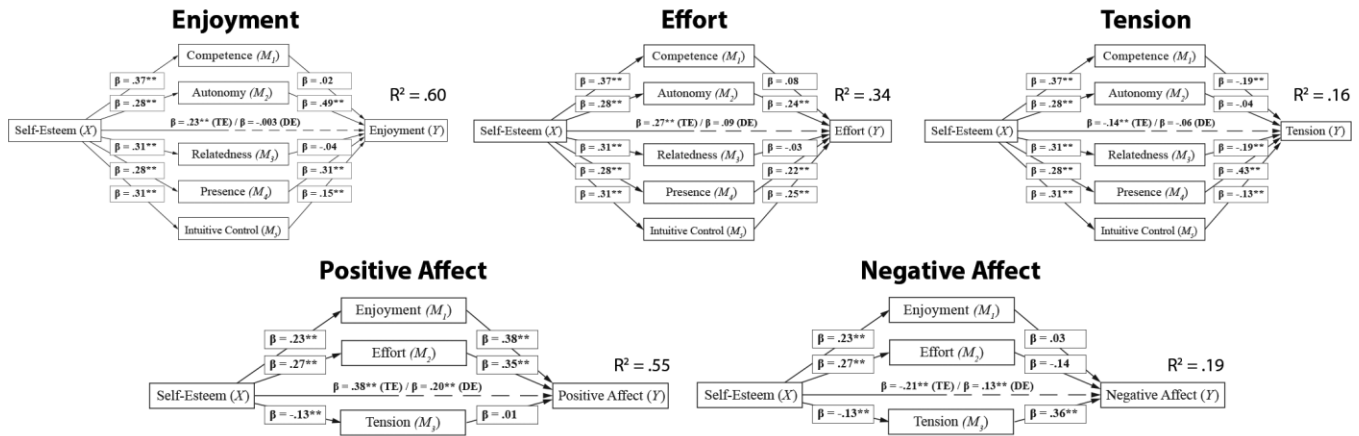 Enjoyment
Competence (M₁)
β = .37**
β = .02
Autonomy (M₂)
β = .28**
β = .49**
R² = .60
β = .23** (TE) / β = -.003 (DE)
Self-Esteem (X)
Enjoyment (Y)
β = .31**
Relatedness (M₃)
β = -.04
β = .28**
β = .31**
Presence (M₄)
β = .31**
β = .15**
Intuitive Control (M₅)
Effort
Competence (M₁)
β = .37**
β = .08
Autonomy (M₂)
β = .28**
β = .24**
R² = .34
β = .27** (TE) / β = .09 (DE)
Self-Esteem (X)
Effort (Y)
β = .31**
Relatedness (M₃)
β = -.03
β = .28**
β = .22**
Presence (M₄)
β = .31**
β = .25**
Intuitive Control (M₅)
Tension
Competence (M₁)
β = .37**
β = -.19**
Autonomy (M₂)
β = .28**
β = -.04
R² = .16
β = -.14** (TE) / β = -.06 (DE)
Self-Esteem (X)
Tension (Y)
β = .31**
Relatedness (M₃)
β = -.19**
β = .28**
β = .43**
Presence (M₄)
β = .31**
β = -.13**
Intuitive Control (M₅)
Positive Affect
Enjoyment (M₁)
β = .23**
β = .38**
Effort (M₂)
β = .27**
β = .35**
R² = .55
β = .38** (TE) / β = .20** (DE)
Self-Esteem (X)
Positive Affect (Y)
β = -.13**
Tension (M₃)
β = .01
Negative Affect
Enjoyment (M₁)
β = .23**
β = .03
Effort (M₂)
β = .27**
β = -.14
R² = .19
β = -.21** (TE) / β = .13** (DE)
Self-Esteem (X)
Negative Affect (Y)
β = -.13**
Tension (M₃)
β = .36**